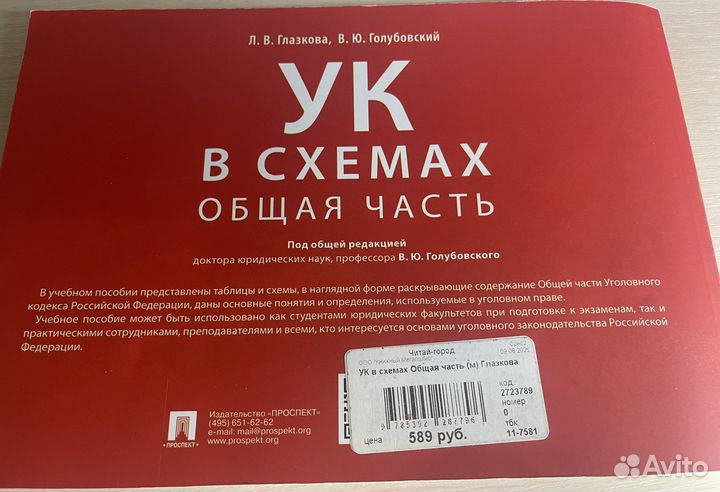 Л. В. Глазкова, В. Ю. Голубовский
УК
В СХЕМАХ
ОБЩАЯ ЧАСТЬ
Под общей редакцией
доктора юридических наук, профессора В. Ю. Голубовского
В учебном пособии представлены таблицы и схемы, в наглядной форме раскрывающие содержание Общей части Уголовного
кодекса Российской Федерации, даны основные понятия и определения, используемые в уголовном праве.
Учебное пособие может быть использовано как студентами юридических факультетов при подготовке к экзаменам, так и
практическими сотрудниками, преподавателями и всеми, кто интересуется основами уголовного законодательства Российской
Федерации.
Читай-город
ООО "Книжный
УК в схемах Общая часть (м) Глазкова
код
2723789
номер
0
тбк
11-7581
цена
589 руб.
ПРОСПЕКТ
Издательство «ПРОСПЕКТ»
(495) 651-62-62
e-mail: mail@prospekt.org
www.prospekt.org
Avito